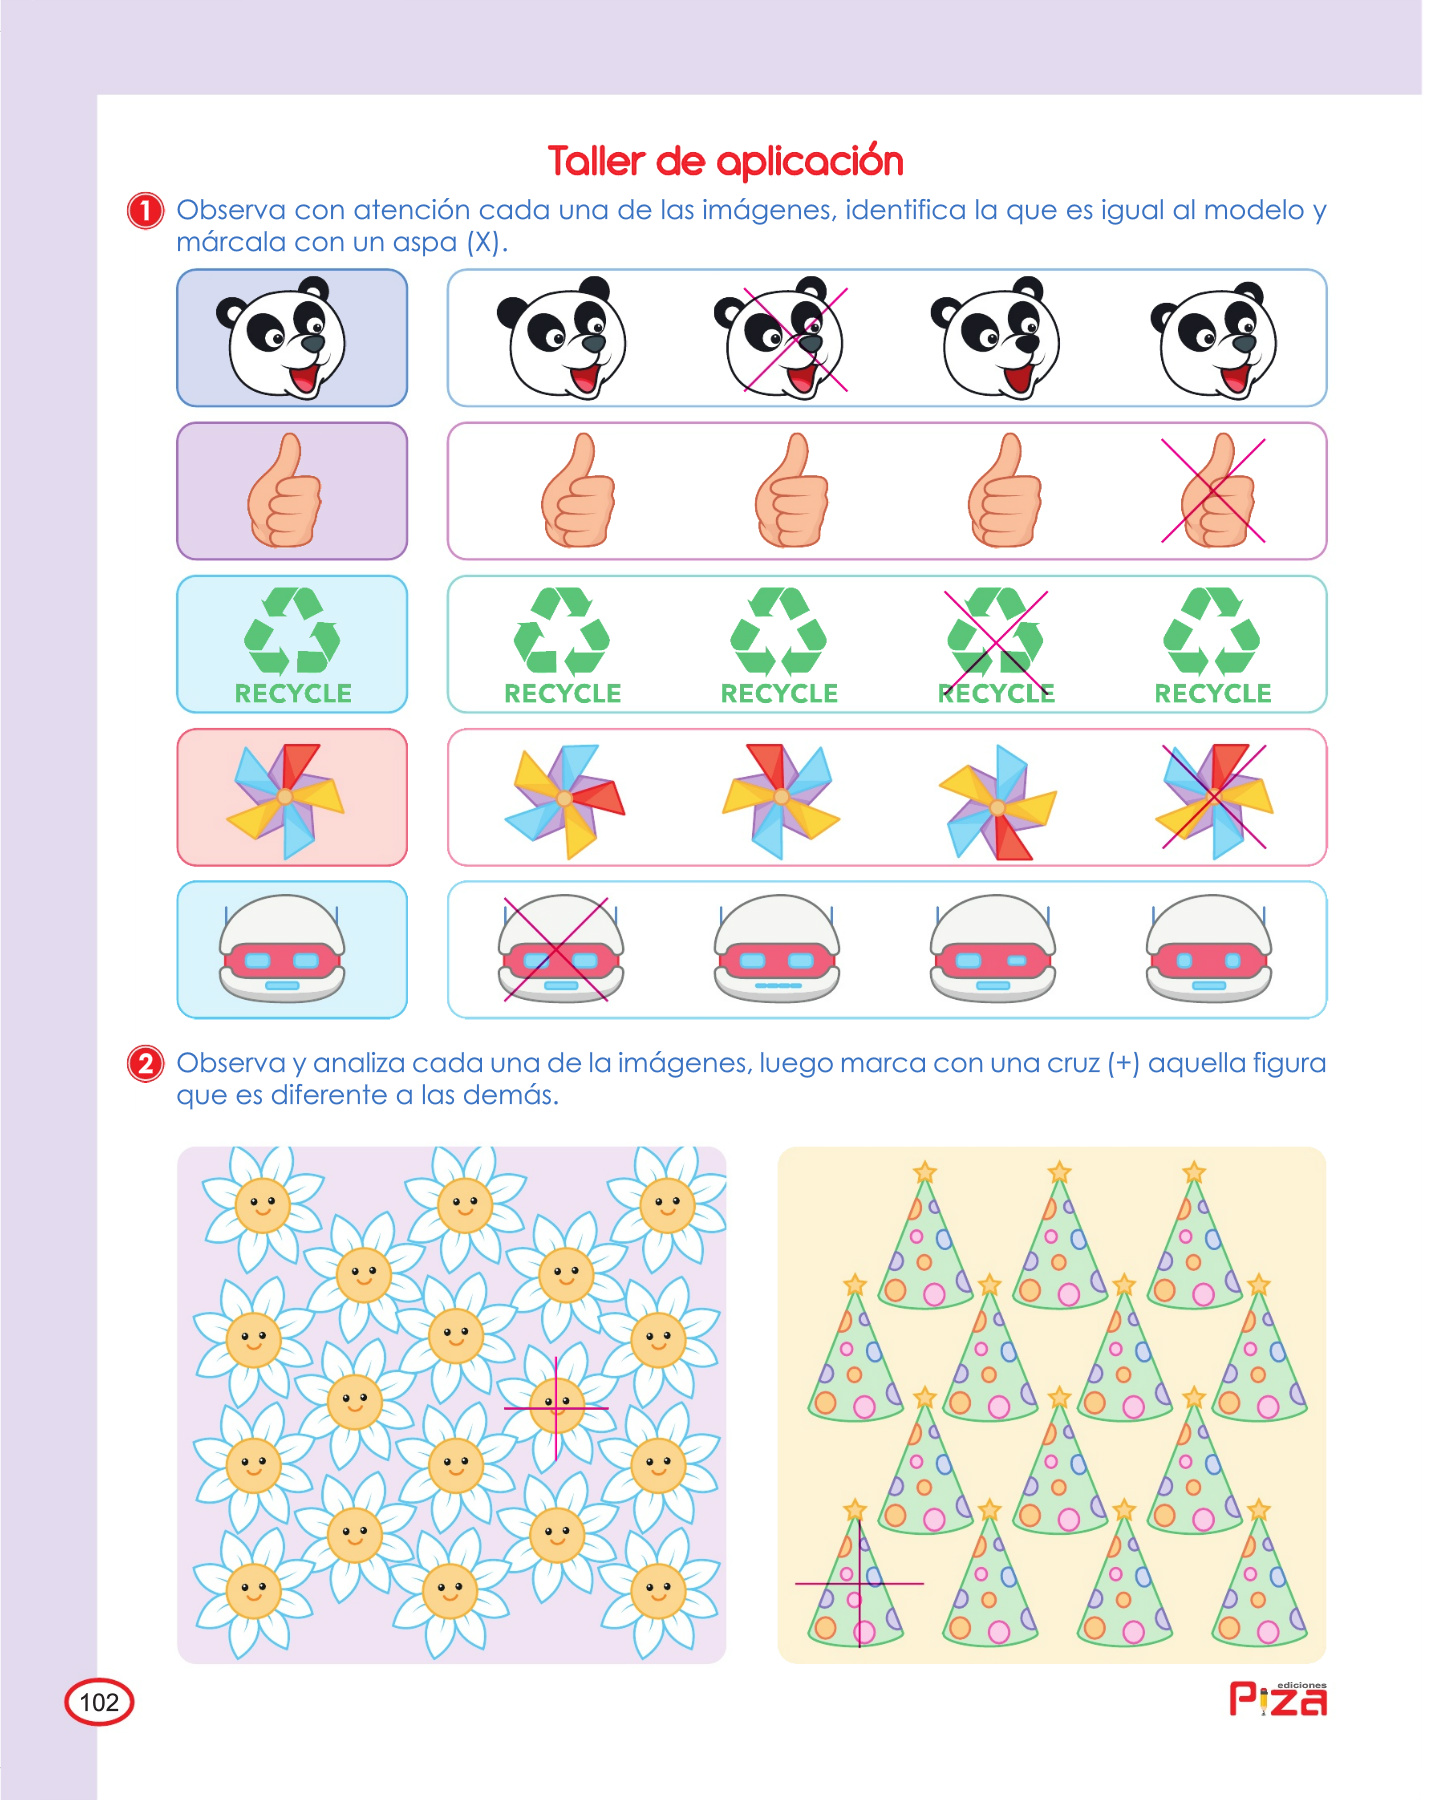 Taller de aplicación
1 Observa con atención cada una de las imágenes, identifica la que es igual al modelo y
márcala con un aspa (X).
RECYCLE RECYCLE RECYCLE RECYCLE RECYCLE
2 Observa y analiza cada una de la imágenes, luego marca con una cruz (+) aquella figura
que es diferente a las demás.
102
ediciones
Piza